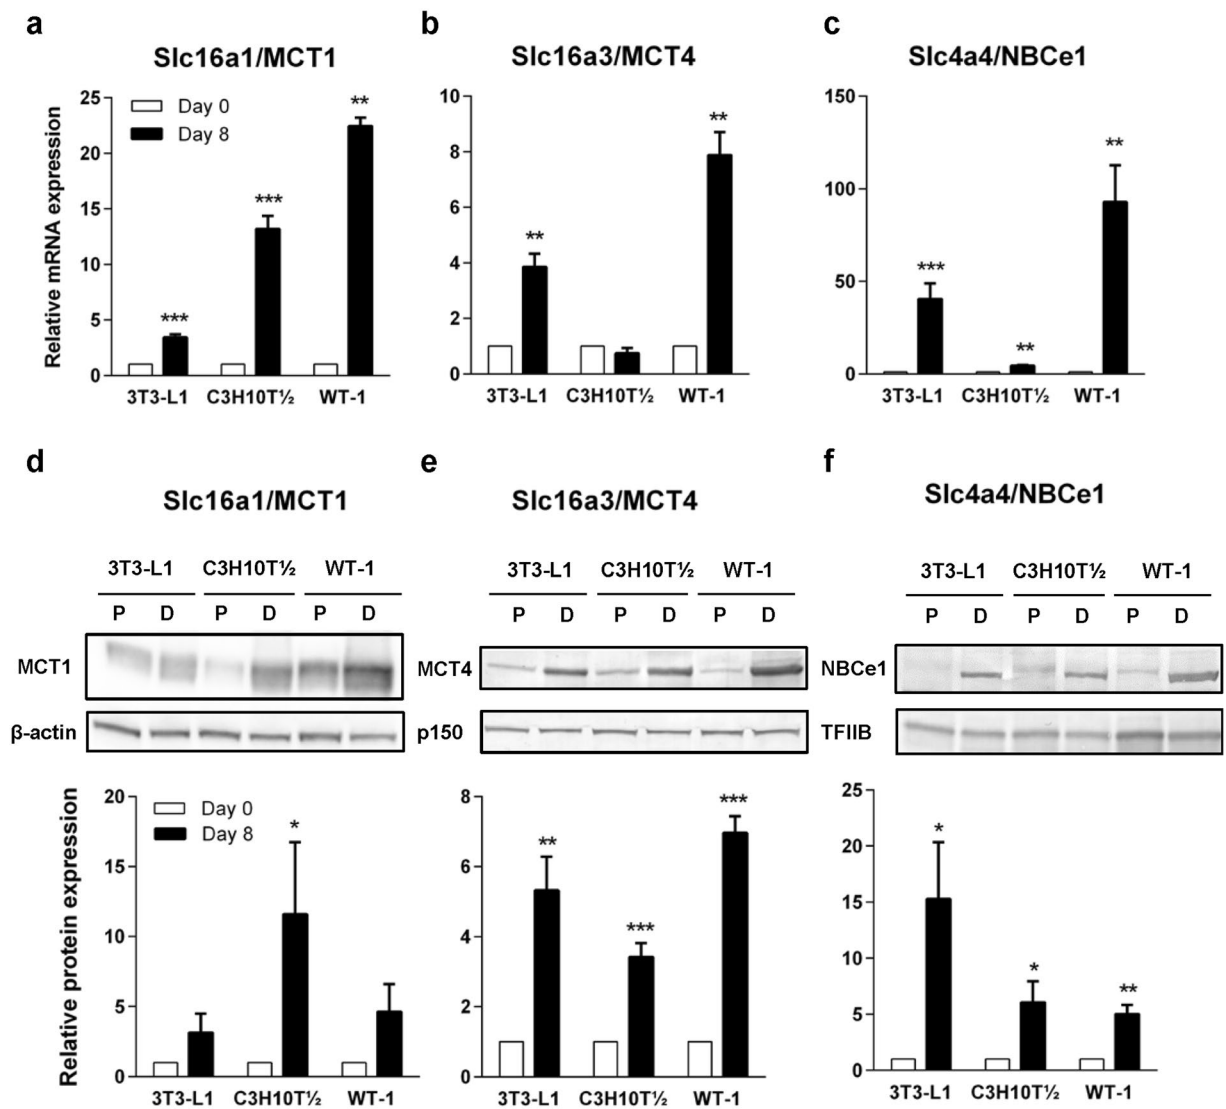 a
Slc16a1/MCT1
Relative mRNA expression
25
20
15
10
5
0
Day 0
Day 8
***
***
**
3T3-L1 C3H10T½ WT-1
b
Slc16a3/MCT4
10
8
6
4
2
0
**
**
3T3-L1 C3H10T½ WT-1
c
Slc4a4/NBCe1
150
100
50
0
***
**
**
3T3-L1 C3H10T½ WT-1
d
Slc16a1/MCT1
3T3-L1 C3H10T½ WT-1
P D P D P D
MCT1
β-actin
Relative protein expression
20
15
10
5
0
Day 0
Day 8
*
3T3-L1 C3H10T½ WT-1
e
Slc16a3/MCT4
3T3-L1 C3H10T½ WT-1
P D P D P D
MCT4
p150
8
6
4
2
0
**
***
***
3T3-L1 C3H10T½ WT-1
f
Slc4a4/NBCe1
3T3-L1 C3H10T½ WT-1
P D P D P D
NBCe1
TFIIB
25
20
15
10
5
0
*
*
**
3T3-L1 C3H10T½ WT-1